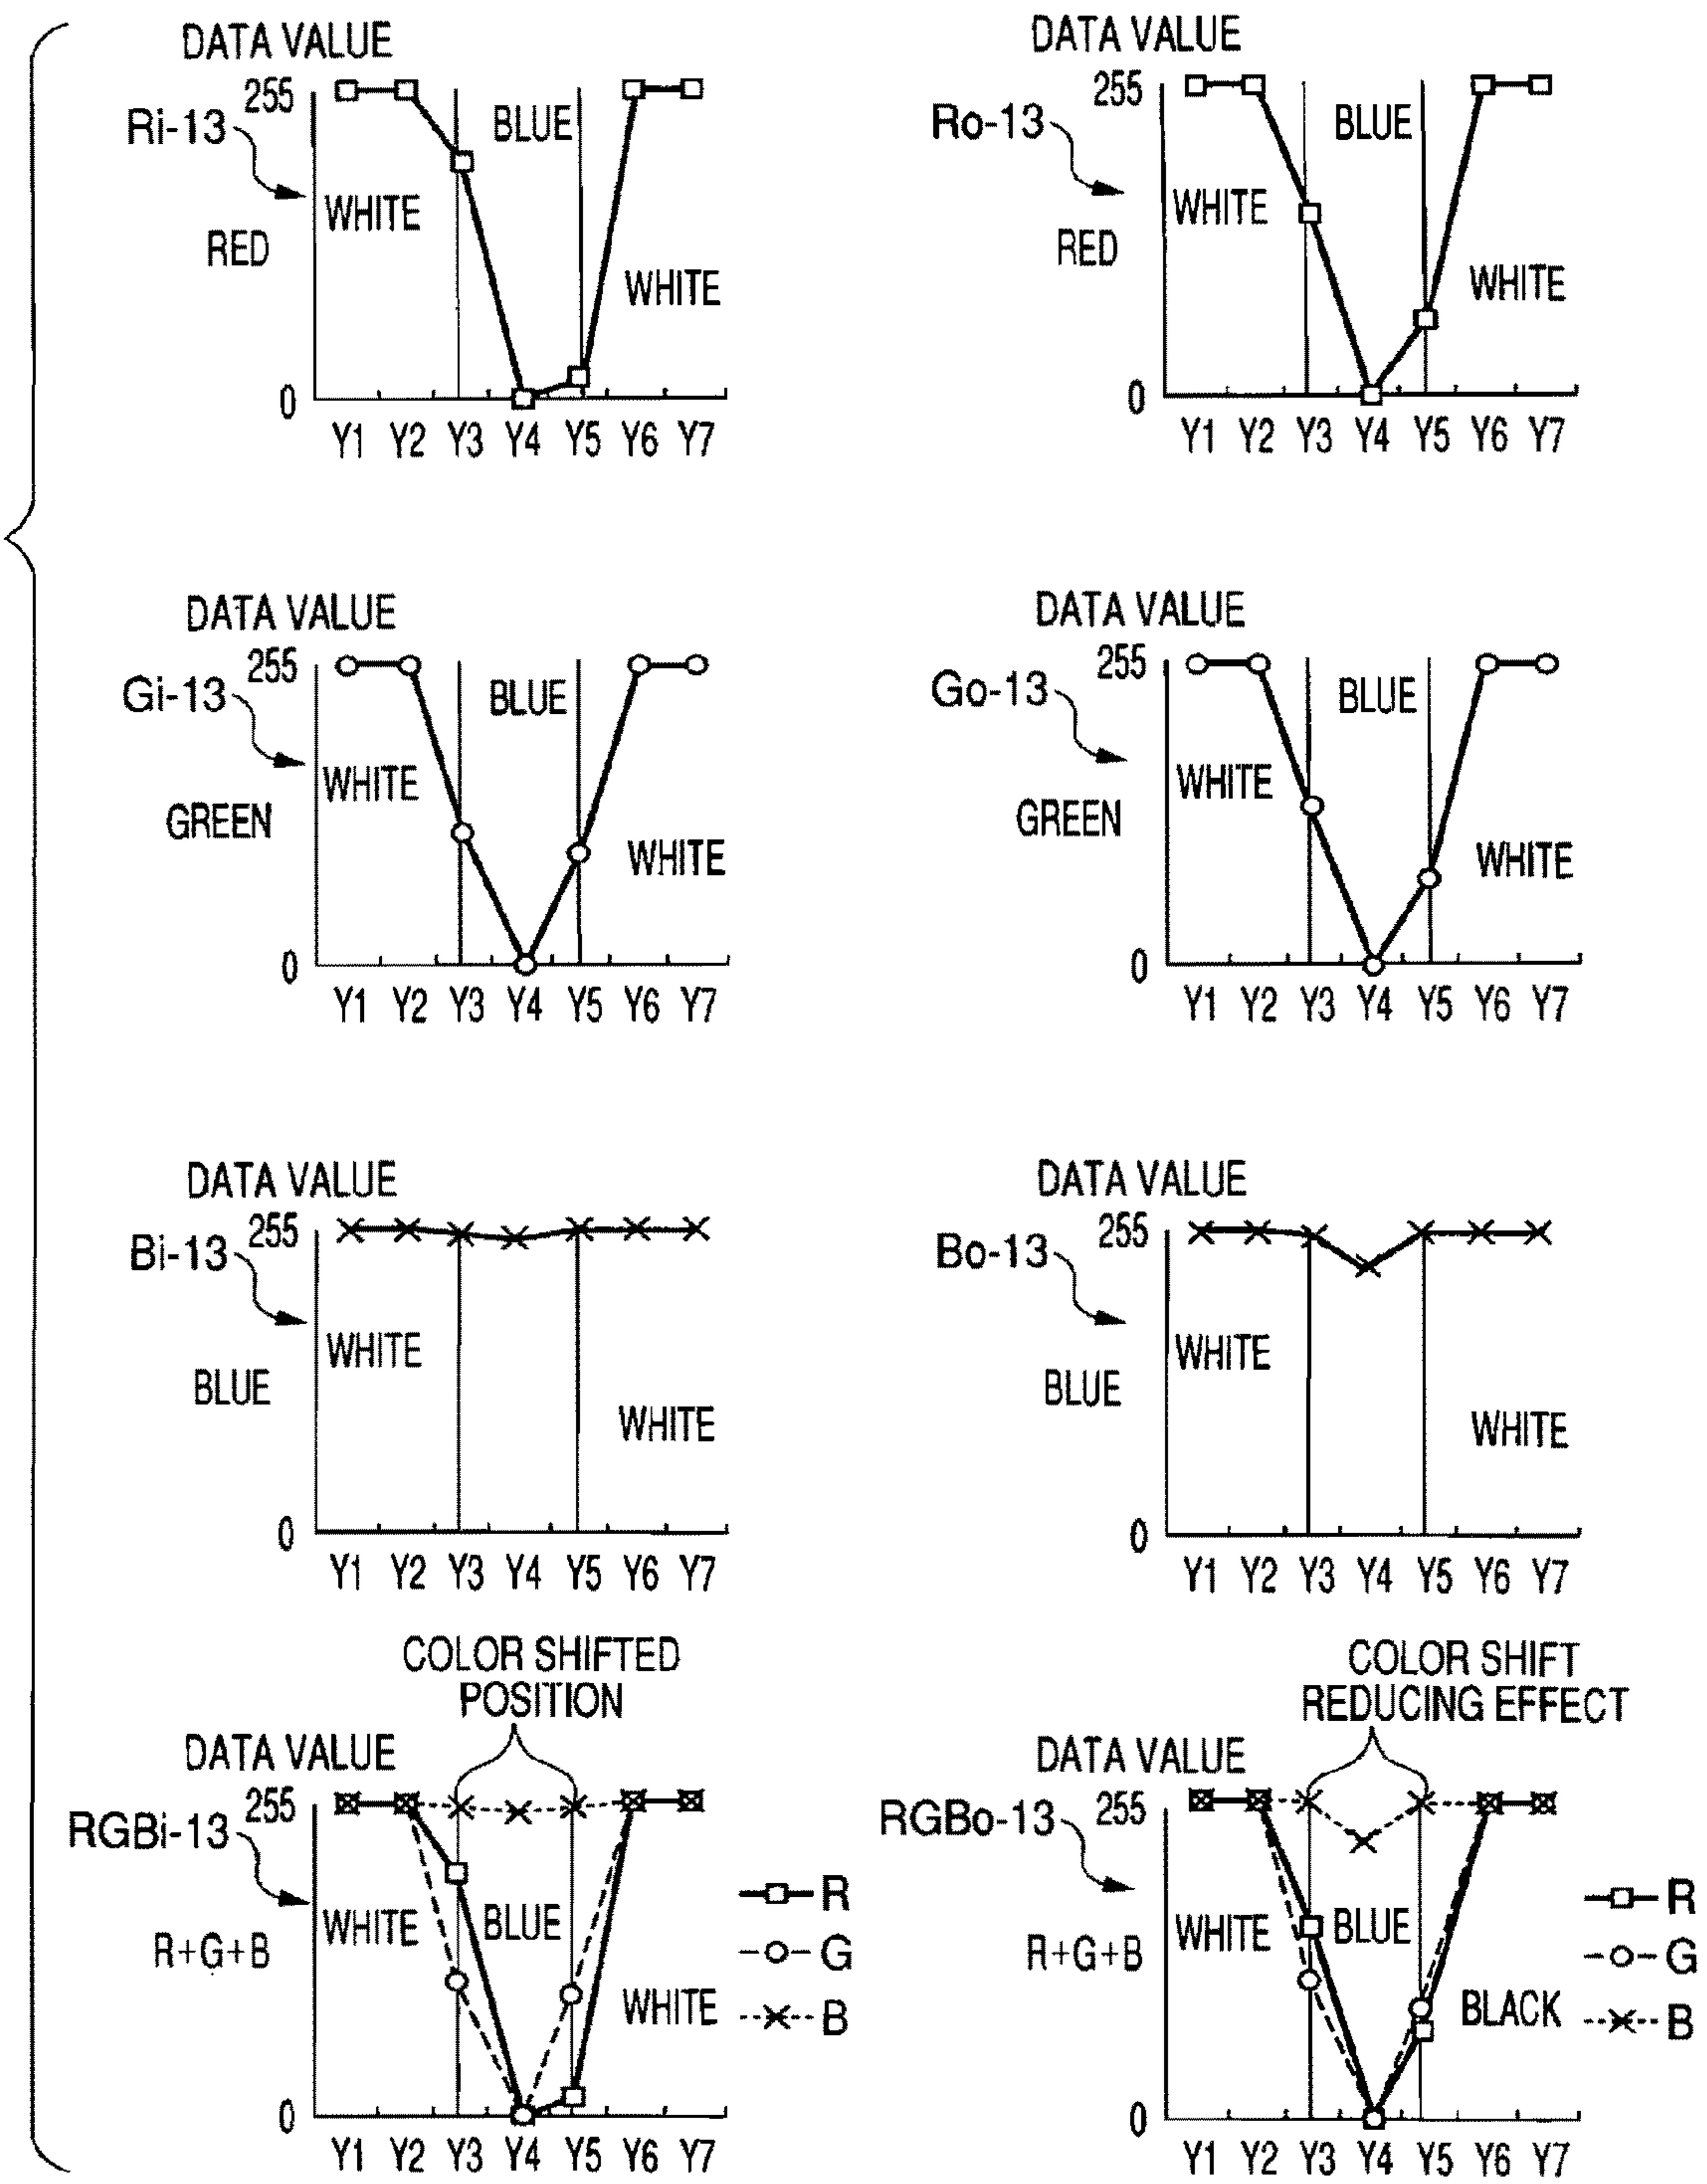 DATA VALUE
255
Ri-13
BLUE
WHITE
RED
WHITE
0
Y1 Y2 Y3 Y4 Y5 Y6 Y7
DATA VALUE
255
Ro-13
BLUE
WHITE
RED
WHITE
0
Y1 Y2 Y3 Y4 Y5 Y6 Y7
DATA VALUE
255
Gi-13
BLUE
WHITE
GREEN
WHITE
0
Y1 Y2 Y3 Y4 Y5 Y6 Y7
DATA VALUE
255
Go-13
BLUE
WHITE
GREEN
WHITE
0
Y1 Y2 Y3 Y4 Y5 Y6 Y7
DATA VALUE
255
Bi-13
WHITE
BLUE
WHITE
0
Y1 Y2 Y3 Y4 Y5 Y6 Y7
DATA VALUE
255
Bo-13
WHITE
BLUE
WHITE
0
Y1 Y2 Y3 Y4 Y5 Y6 Y7
COLOR SHIFTED
POSITION
DATA VALUE
255
RGBi-13
R
WHITE
BLUE
R+G+B
G
WHITE
B
0
Y1 Y2 Y3 Y4 Y5 Y6 Y7
COLOR SHIFT
REDUCING EFFECT
DATA VALUE
255
RGBo-13
R
WHITE
BLUE
R+G+B
G
BLACK
B
0
Y1 Y2 Y3 Y4 Y5 Y6 Y7